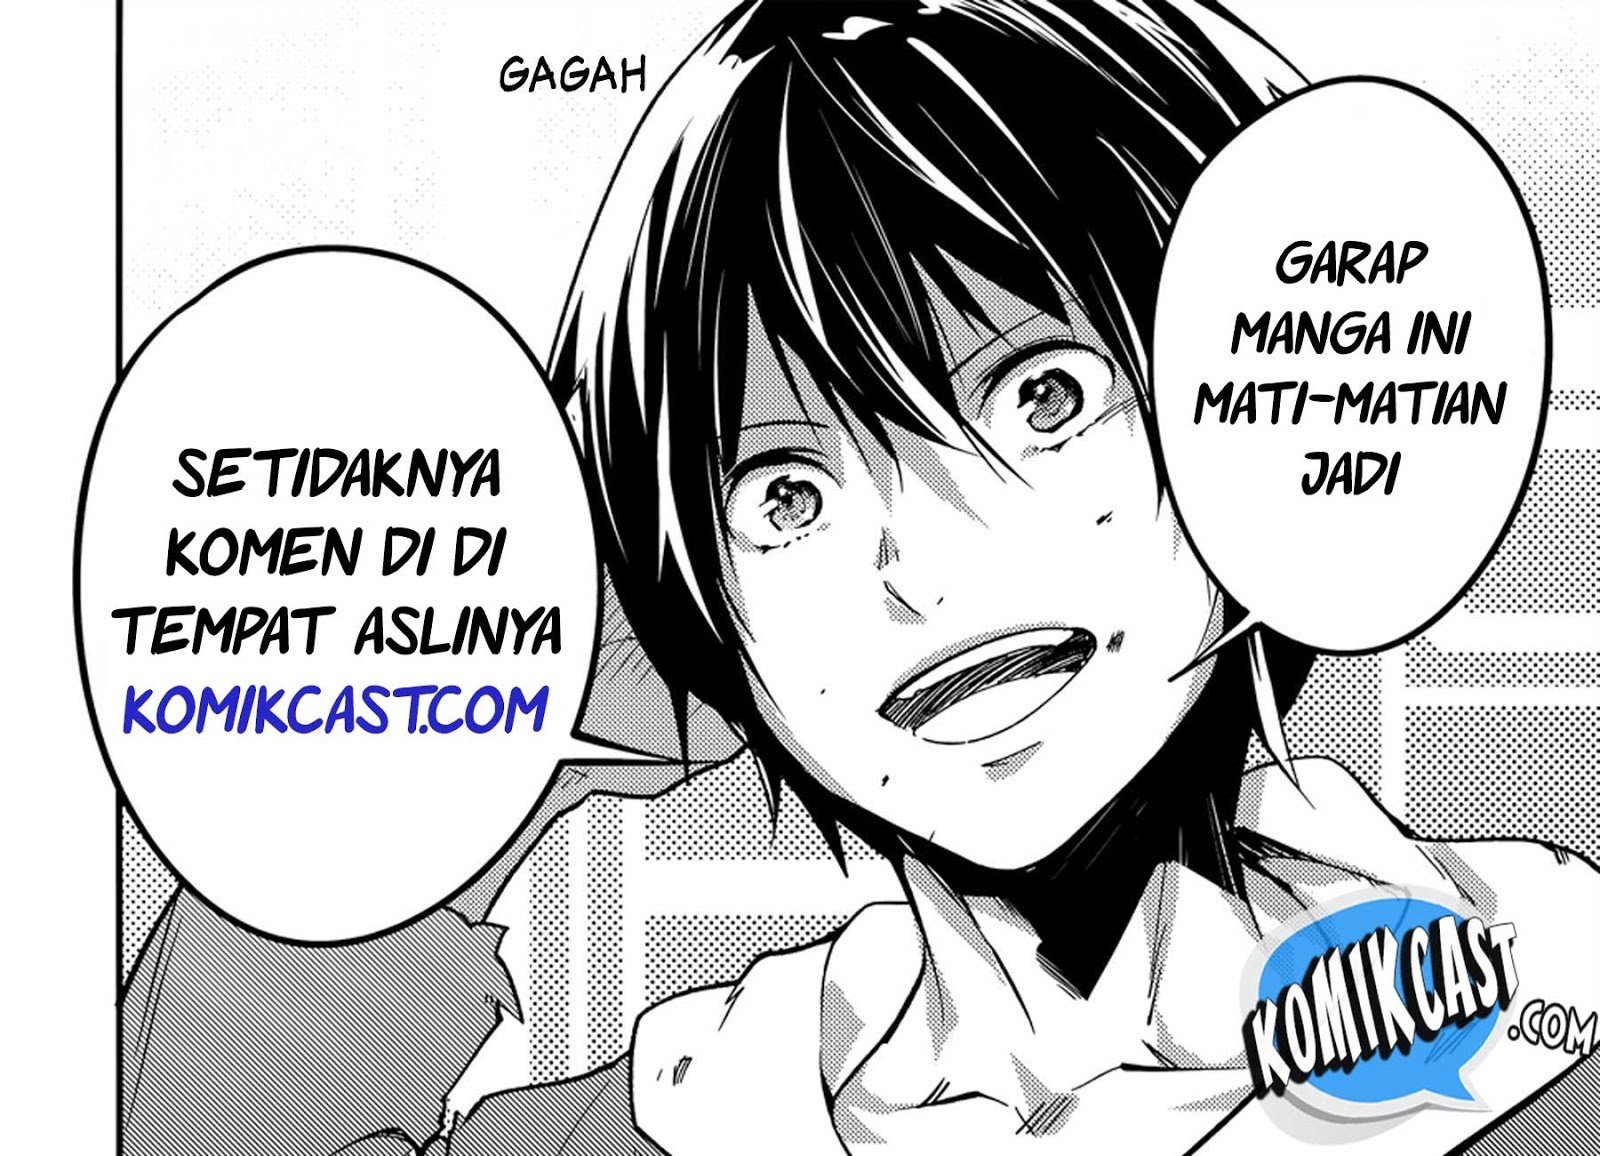 GAGAH
GARAP
MANGA INI
MATI-MATIAN
JADI
SETIDAKNYA
KOMEN DI DI
TEMPAT ASLINYA
KOMIKCAST.COM
KOMIKCAST.COM